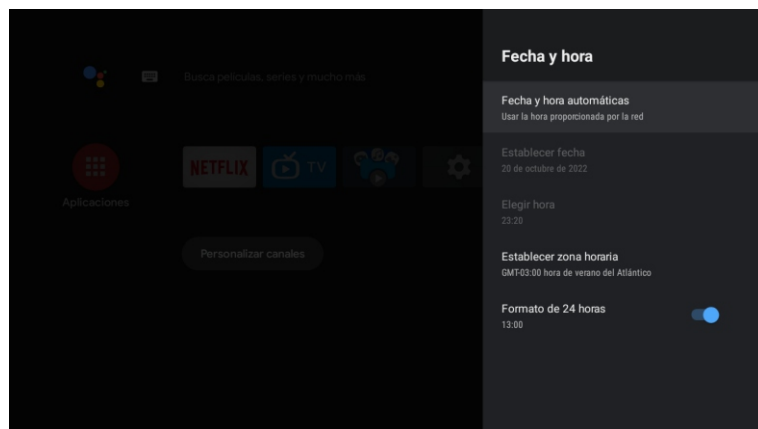 Fecha y hora
Busca películas, series y mucho más
Fecha y hora automáticas
Usar la hora proporcionada por la red
Establecer fecha
20 de octubre de 2022
NETFLIX
TV
Aplicaciones
Elegir hora
23:20
Personalizar canales
Establecer zona horaria
GMT-03:00 hora de verano del Atlántico
Formato de 24 horas
13:00